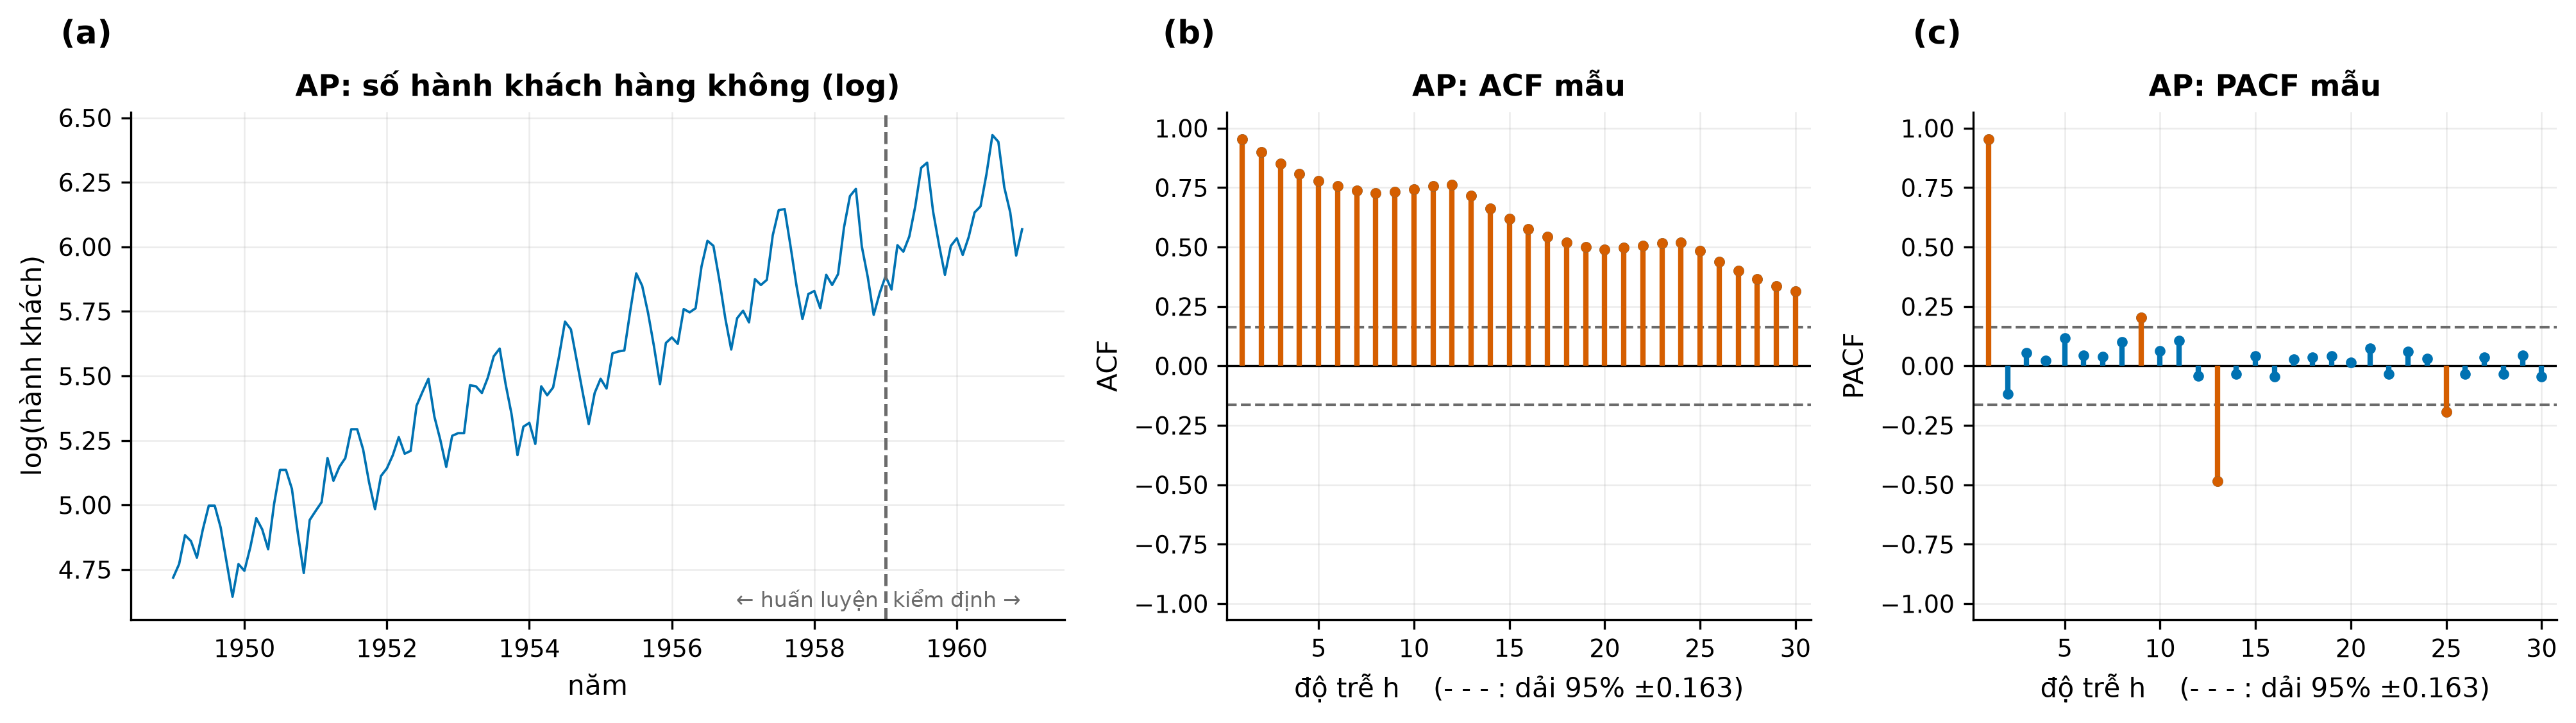 (a)
AP: số hành khách hàng không (log)
log(hành khách)
6.50
6.25
6.00
5.75
5.50
5.25
5.00
4.75
← huấn luyện
kiểm định →
1950 1952 1954 1956 1958 1960
năm
(b)
AP: ACF mẫu
ACF
1.00
0.75
0.50
0.25
0.00
−0.25
−0.50
−0.75
−1.00
5 10 15 20 25 30
độ trễ h (- - - : dải 95% ±0.163)
(c)
AP: PACF mẫu
PACF
1.00
0.75
0.50
0.25
0.00
−0.25
−0.50
−0.75
−1.00
5 10 15 20 25 30
độ trễ h (- - - : dải 95% ±0.163)